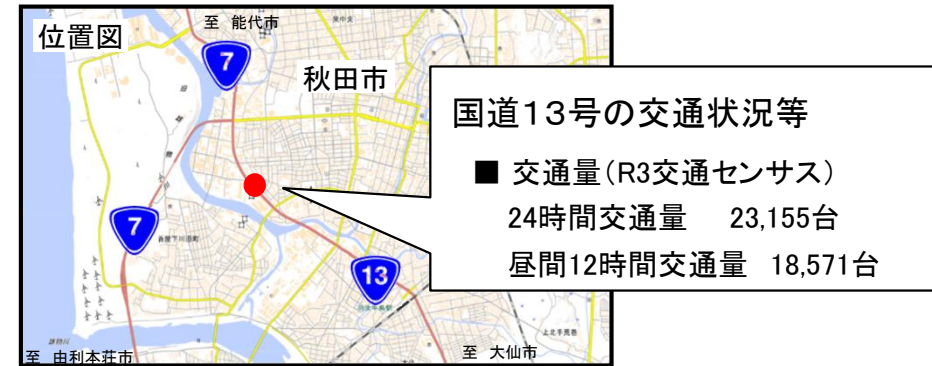 位置図
至 能代市
7
秋田市
国道13号の交通状況等
■ 交通量(R3交通センサス)
24時間交通量 23,155台
昼間12時間交通量 18,571台
7
13
至 由利本荘市
至 大仙市